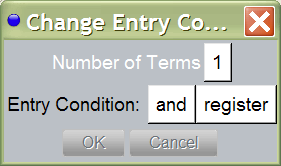 Change Entry Co...
Number of Terms 1
Entry Condition: and register
OK Cancel